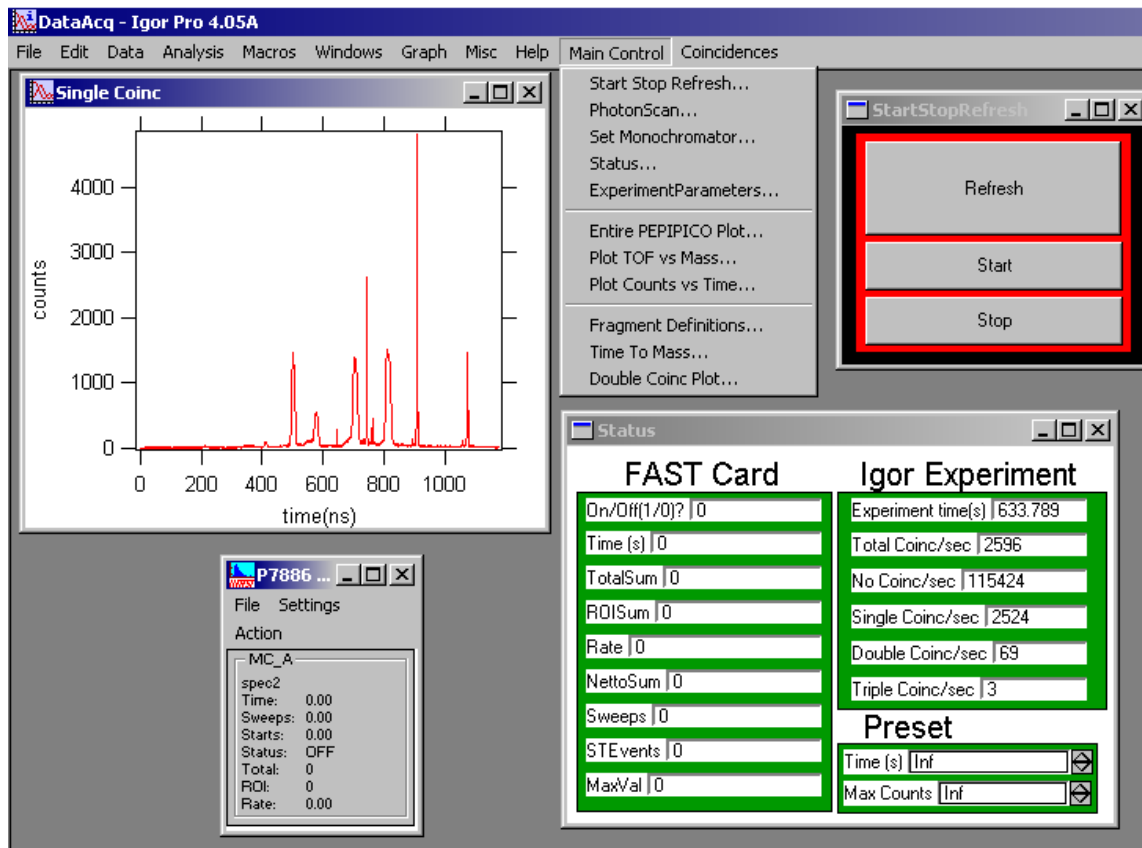 DataAcq - Igor Pro 4.05A
File Edit Data Analysis Macros Windows Graph Misc Help Main Control Coincidences
Single Coinc
counts
4000
3000
2000
1000
0
0 200 400 600 800 1000
time(ns)
Start Stop Refresh...
PhotonScan...
Set Monochromator...
Status...
ExperimentParameters...
Entire PEPIPICO Plot...
Plot TOF vs Mass...
Plot Counts vs Time...
Fragment Definitions...
Time To Mass...
Double Coinc Plot...
StartStopRefresh
Refresh
Start
Stop
P7886 ...
File Settings
Action
MC_A
spec2
Time: 0.00
Sweeps: 0.00
Starts: 0.00
Status: OFF
Total: 0
ROI: 0
Rate: 0.00
Status
FAST Card
On/Off(1/0)? 0
Time (s) 0
TotalSum 0
ROISum 0
Rate 0
NettoSum 0
Sweeps 0
STEvents 0
MaxVal 0
Igor Experiment
Experiment time(s) 633.789
Total Coinc/sec 2596
No Coinc/sec 115424
Single Coinc/sec 2524
Double Coinc/sec 69
Triple Coinc/sec 3
Preset
Time (s) Inf
Max Counts Inf